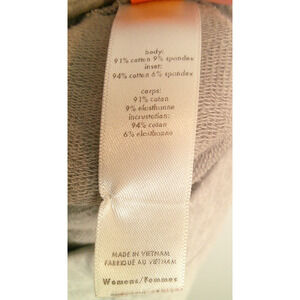 body:
91% cotton 9% spandex
inset:
94% cotton 6% spandex
corps:
91% coton
9% elasthanne
incrustation:
94% coton
6% elasthanne
MADE IN VIETNAM
FABRIQUÉ AU VIETNAM
Womens/Femmes